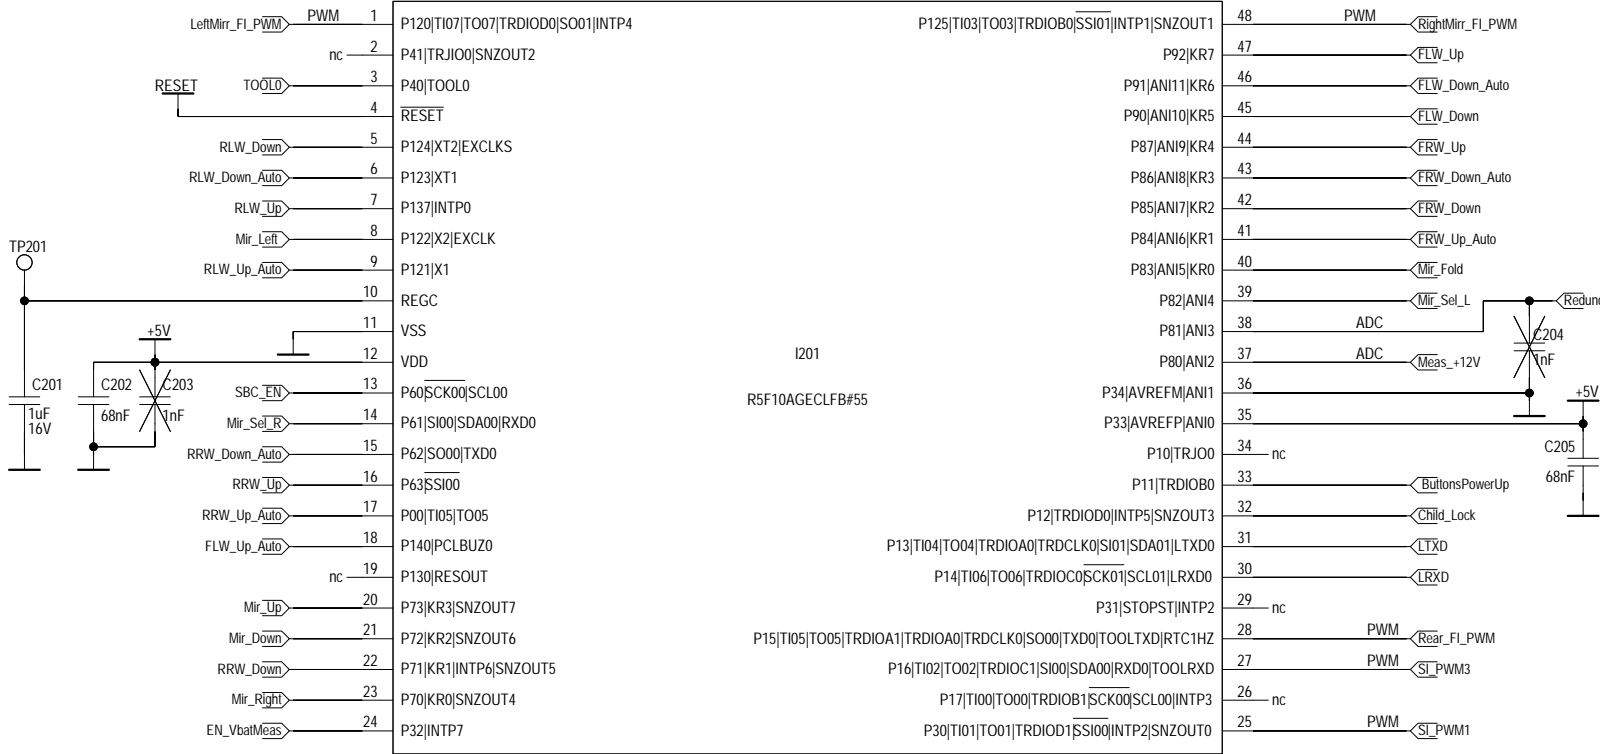 LeftMirr_FI_PWM PWM 1 P120|TI07|TO07|TRDIOD0|SO01|INTP4
nc 2 P41|TRJIO0|SNZOUT2
TOOL0 3 P40|TOOL0
RESET 4 RESET
RLW_Down 5 P124|XT2|EXCLKS
RLW_Down_Auto 6 P123|XT1
RLW_Up 7 P137|INTP0
Mir_Left 8 P122|X2|EXCLK
RLW_Up_Auto 9 P121|X1
TP201
10 REGC
11 VSS
+5V
12 VDD
C201
1uF
16V
C202
68nF
C203
1nF
SBC_EN 13 P60|SCK00|SCL00
Mir_Sel_R 14 P61|SI00|SDA00|RXD0
RRW_Down_Auto 15 P62|SO00|TXD0
RRW_Up 16 P63|SSI00
RRW_Up_Auto 17 P00|TI05|TO05
FLW_Up_Auto 18 P140|PCLBUZ0
nc 19 P130|RESOUT
Mir_Up 20 P73|KR3|SNZOUT7
Mir_Down 21 P72|KR2|SNZOUT6
RRW_Down 22 P71|KR1|INTP6|SNZOUT5
Mir_Right 23 P70|KR0|SNZOUT4
EN_VbatMeas 24 P32|INTP7
I201
R5F10AGECLFB#55
P125|TI03|TO03|TRDIOB0|SSI01|INTP1|SNZOUT1 48 PWM RightMirr_FI_PWM
P92|KR7 47 FLW_Up
P91|ANI11|KR6 46 FLW_Down_Auto
P90|ANI10|KR5 45 FLW_Down
P87|ANI9|KR4 44 FRW_Up
P86|ANI8|KR3 43 FRW_Down_Auto
P85|ANI7|KR2 42 FRW_Down
P84|ANI6|KR1 41 FRW_Up_Auto
P83|ANI5|KR0 40 Mir_Fold
P82|ANI4 39 Mir_Sel_L
Redund
P81|ANI3 38 ADC
C204
1nF
P80|ANI2 37 ADC Meas_+12V
P34|AVREFM|ANI1 36
+5V
P33|AVREFP|ANI0 35
C205
68nF
P10|TRJO0 34 nc
P11|TRDIOB0 33 ButtonsPowerUp
P12|TRDIOD0|INTP5|SNZOUT3 32 Child_Lock
P13|TI04|TO04|TRDIOA0|TRDCLK0|SI01|SDA01|LTXD0 31 LTXD
P14|TI06|TO06|TRDIOC0|SCK01|SCL01|LRXD0 30 LRXD
P31|STOPST|INTP2 29 nc
P15|TI05|TO05|TRDIOA1|TRDIOA0|TRDCLK0|SO00|TXD0|TOOLTXD|RTC1HZ 28 PWM Rear_FI_PWM
P16|TI02|TO02|TRDIOC1|SI00|SDA00|RXD0|TOOLRXD 27 PWM SI_PWM3
P17|TI00|TO00|TRDIOB1|SCK00|SCL00|INTP3 26 nc
P30|TI01|TO01|TRDIOD1|SSI00|INTP2|SNZOUT0 25 PWM SI_PWM1